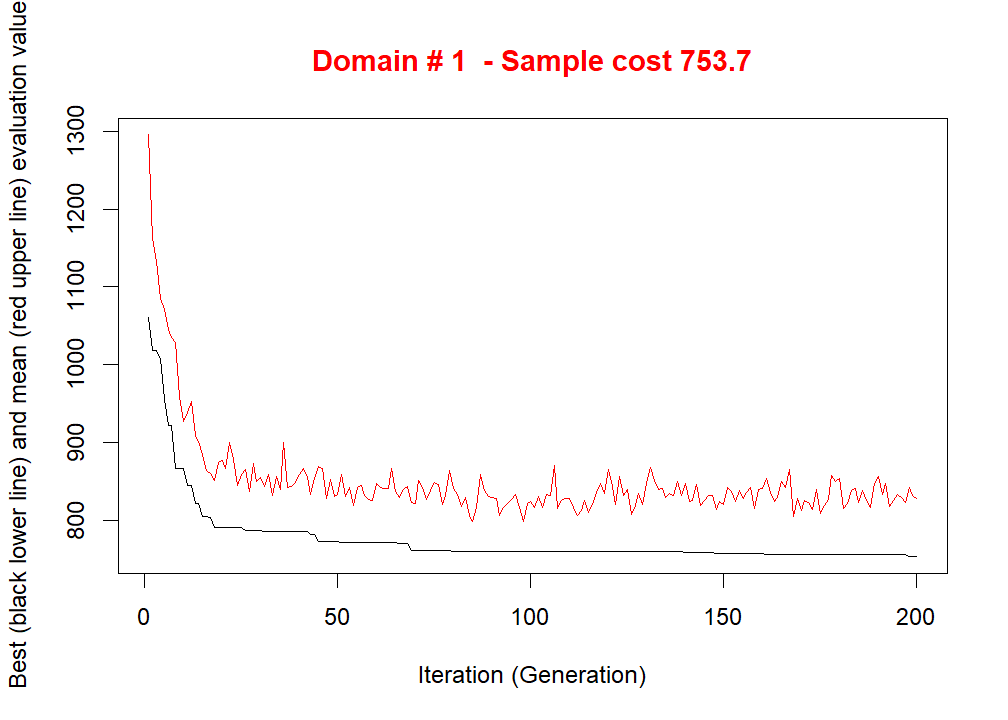 Domain # 1  - Sample cost 753.7
Best (black lower line) and mean (red upper line) evaluation value
1300
1200
1100
1000
900
800
0 50 100 150 200
Iteration (Generation)